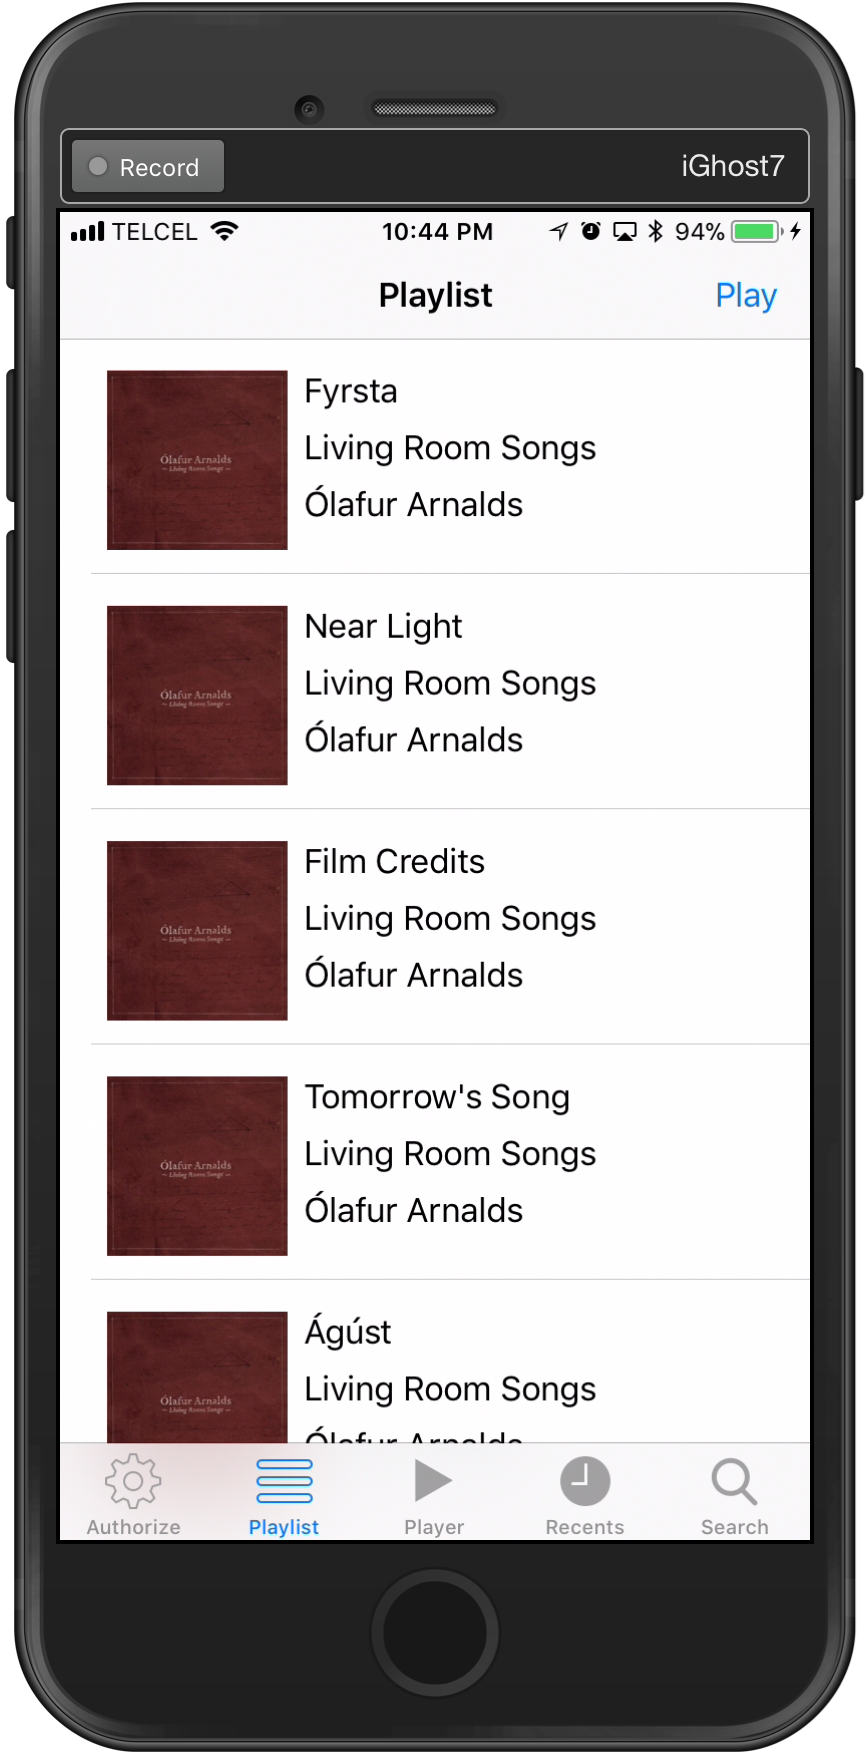 Record
iGhost7
TELCEL 10:44 PM 94%
Playlist Play
Ólafur Arnalds
~ Living Room Songs ~
Fyrsta
Living Room Songs
Ólafur Arnalds
Ólafur Arnalds
~ Living Room Songs ~
Near Light
Living Room Songs
Ólafur Arnalds
Ólafur Arnalds
~ Living Room Songs ~
Film Credits
Living Room Songs
Ólafur Arnalds
Ólafur Arnalds
~ Living Room Songs ~
Tomorrow's Song
Living Room Songs
Ólafur Arnalds
Ólafur Arnalds
~ Living Room Songs ~
Ágúst
Living Room Songs
Ólafur Arnalds
Authorize Playlist Player Recents Search